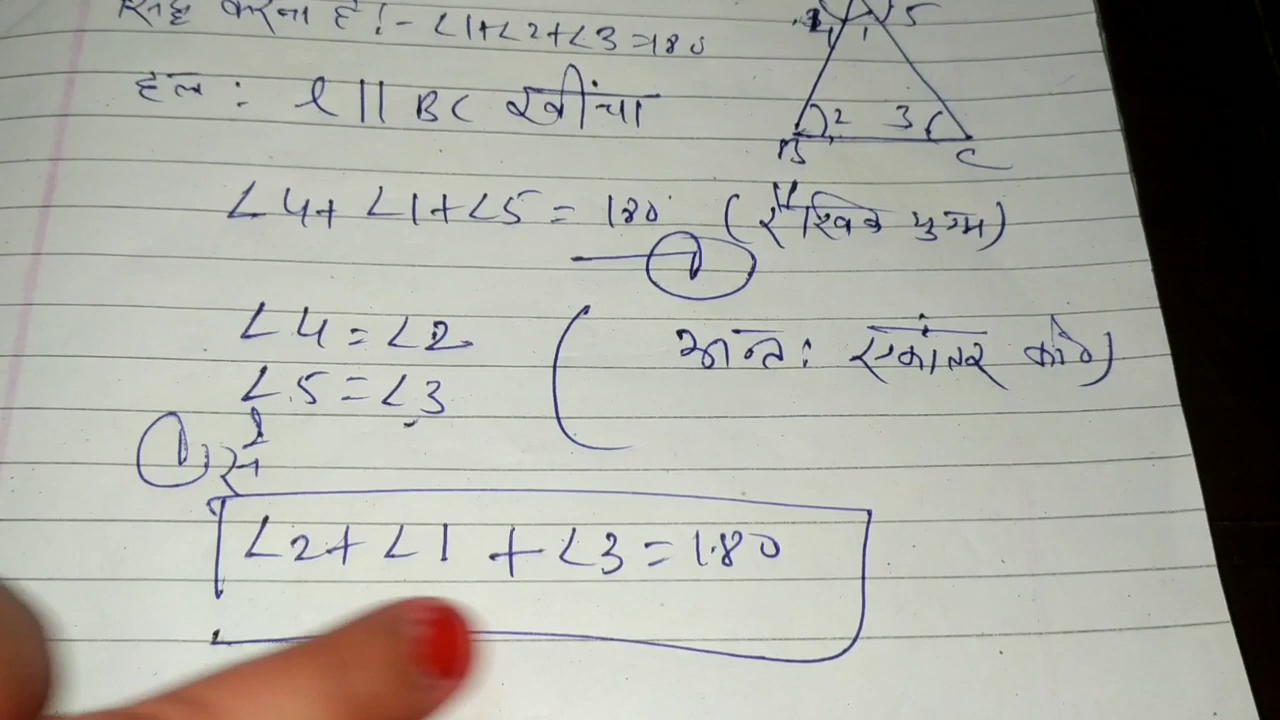 सिद्ध करना है :- ∠1+∠2+∠3=180
5
1
2 3
B C
हल : l || BC खींचा
∠4+ ∠1+∠5 = 180° (रैखिक युग्म)
1
∠4 = ∠2
∠5 = ∠3 (अन्तः एकांतर कोण)
1 से
∠2+ ∠1 + ∠3 = 180